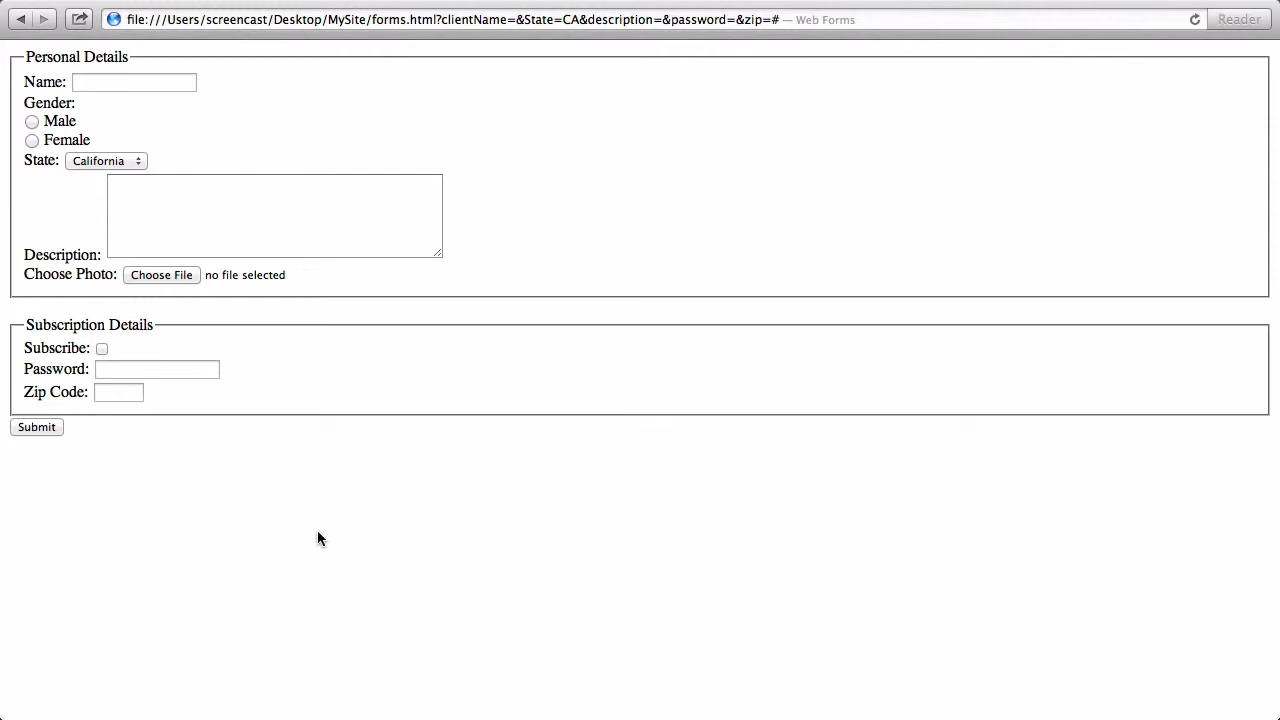 file:///Users/screencast/Desktop/MySite/forms.html?clientName=&State=CA&description=&password=&zip=# — Web Forms
Reader
Personal Details
Name:
Gender:
Male
Female
State: California
Description:
Choose Photo: Choose File no file selected
Subscription Details
Subscribe:
Password:
Zip Code:
Submit